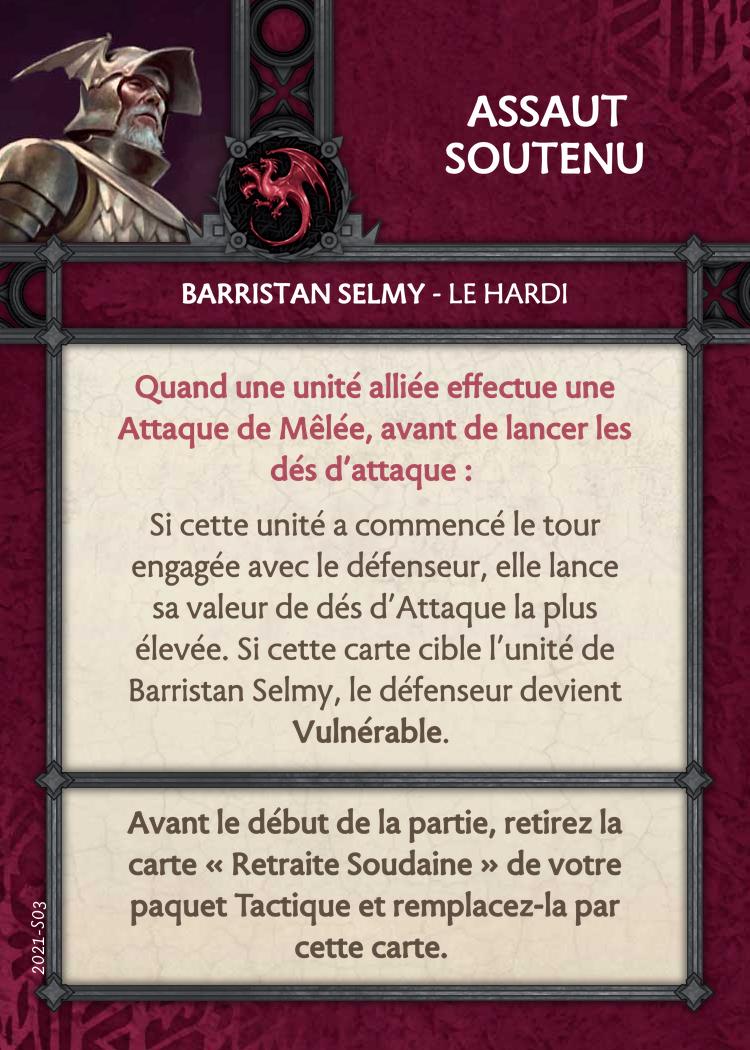 ASSAUT
SOUTENU
BARRISTAN SELMY - LE HARDI
Quand une unité alliée effectue une
Attaque de Mêlée, avant de lancer les
dés d'attaque :
Si cette unité a commencé le tour
engagée avec le défenseur, elle lance
sa valeur de dés d'Attaque la plus
élevée. Si cette carte cible l'unité de
Barristan Selmy, le défenseur devient
Vulnérable.
Avant le début de la partie, retirez la
carte « Retraite Soudaine » de votre
paquet Tactique et remplacez-la par
cette carte.
2021-S03